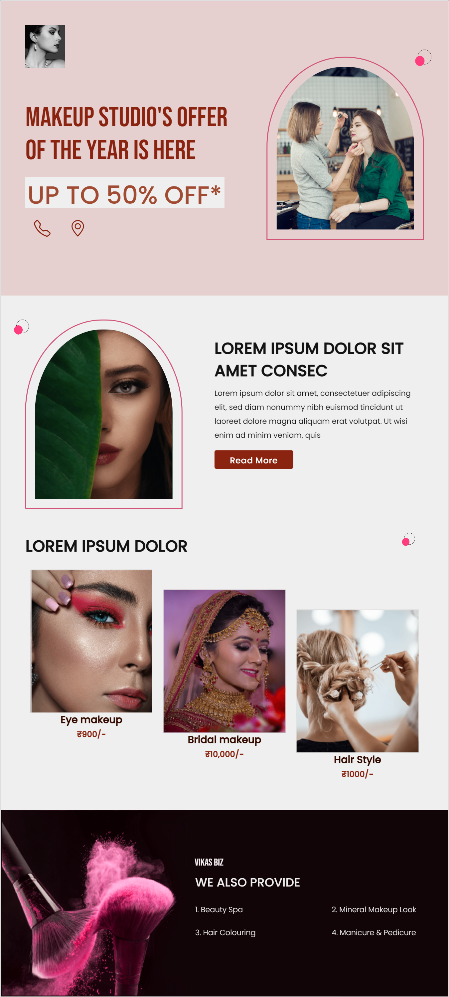 MAKEUP STUDIO'S OFFER
OF THE YEAR IS HERE
UP TO 50% OFF*
LOREM IPSUM DOLOR SIT
AMET CONSEC
Lorem ipsum dolor sit amet, consectetuer adipiscing
elit, sed diam nonummy nibh euismod tincidunt ut
laoreet dolore magna aliquam erat volutpat. Ut wisi
enim ad minim veniam, quis
Read More
LOREM IPSUM DOLOR
Eye makeup
₹900/-
Bridal makeup
₹10,000/-
Hair Style
₹1000/-
VIKAS BIZ
WE ALSO PROVIDE
1. Beauty Spa
2. Mineral Makeup Look
3. Hair Colouring
4. Manicure & Pedicure